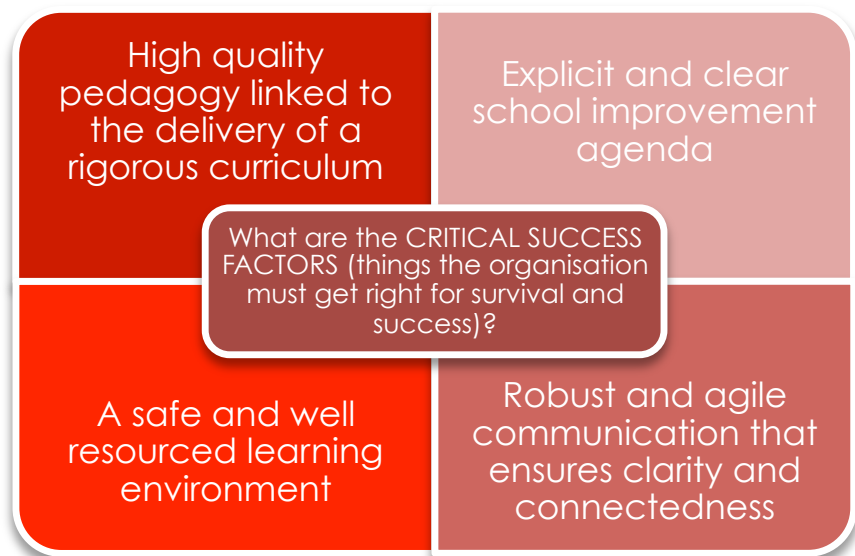 High quality
pedagogy linked to
the delivery of a
rigorous curriculum
Explicit and clear
school improvement
agenda
What are the CRITICAL SUCCESS
FACTORS (things the organisation
must get right for survival and
success)?
A safe and well
resourced learning
environment
Robust and agile
communication that
ensures clarity and
connectedness